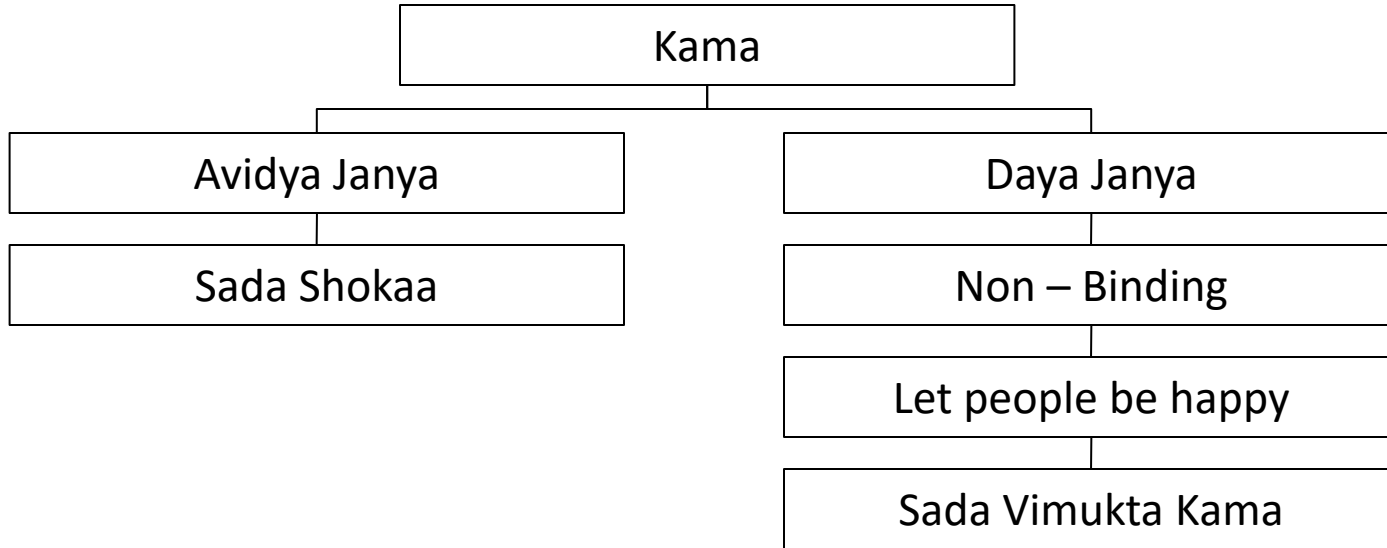 Kama
Avidya Janya
Daya Janya
Sada Shokaa
Non – Binding
Let people be happy
Sada Vimukta Kama